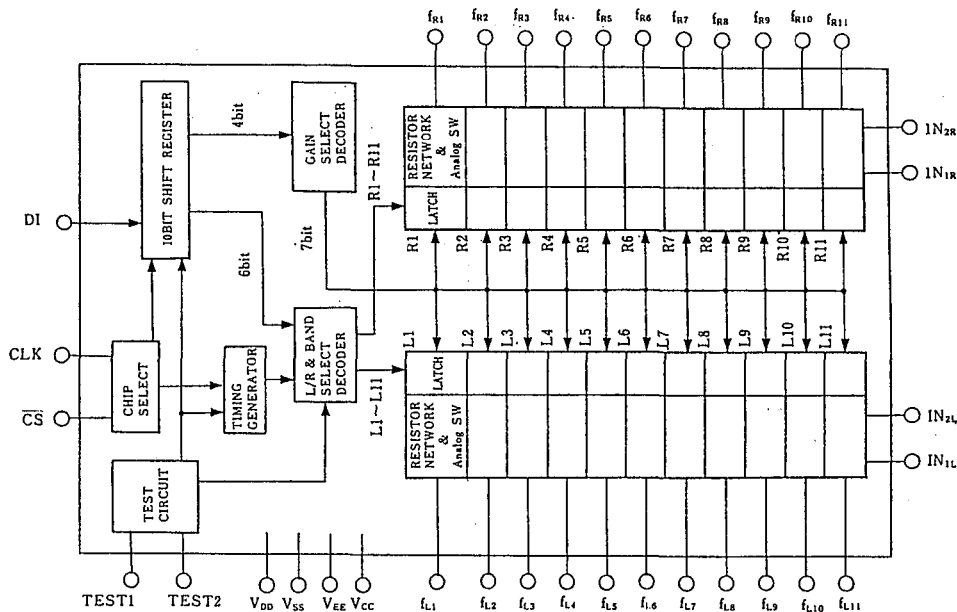 fR1 fR2 fR3 fR4 fR5 fR6 fR7 fR8 fR9 fR10 fR11
10BIT SHIFT REGISTER
4bit
GAIN
SELECT
DECODER
R1~R11
RESISTOR
NETWORK
&
Analog SW
LATCH
1N2R
1N1R
DI
6bit
7bit
R1 R2 R3 R4 R5 R6 R7 R8 R9 R10 R11
L1 L2 L3 L4 L5 L6 L7 L8 L9 L10 L11
CLK
CS
CHIP
SELECT
TIMING
GENERATOR
L/R & BAND
SELECT
DECODER
L1~L11
LATCH
RESISTOR
NETWORK
&
Analog SW
IN2L
IN1L
TEST
CIRCUIT
TEST1 TEST2 VDD VSS VEE VCC fL1 fL2 fL3 fL4 fL5 fL6 fL7 fL8 fL9 fL10 fL11